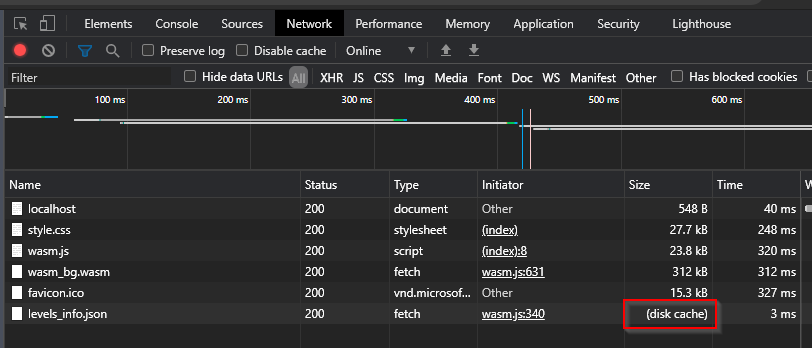 Elements Console Sources Network Performance Memory Application Security Lighthouse
Preserve log Disable cache Online
Filter Hide data URLs All XHR JS CSS Img Media Font Doc WS Manifest Other Has blocked cookies
100 ms 200 ms 300 ms 400 ms 500 ms 600 ms
Name Status Type Initiator Size Time W
localhost 200 document Other 548 B 40 ms
style.css 200 stylesheet (index) 27.7 kB 248 ms
wasm.js 200 script (index):8 23.8 kB 320 ms
wasm_bg.wasm 200 fetch wasm.js:631 312 kB 312 ms
favicon.ico 200 vnd.microsof... Other 15.3 kB 327 ms
levels_info.json 200 fetch wasm.js:340 (disk cache) 3 ms